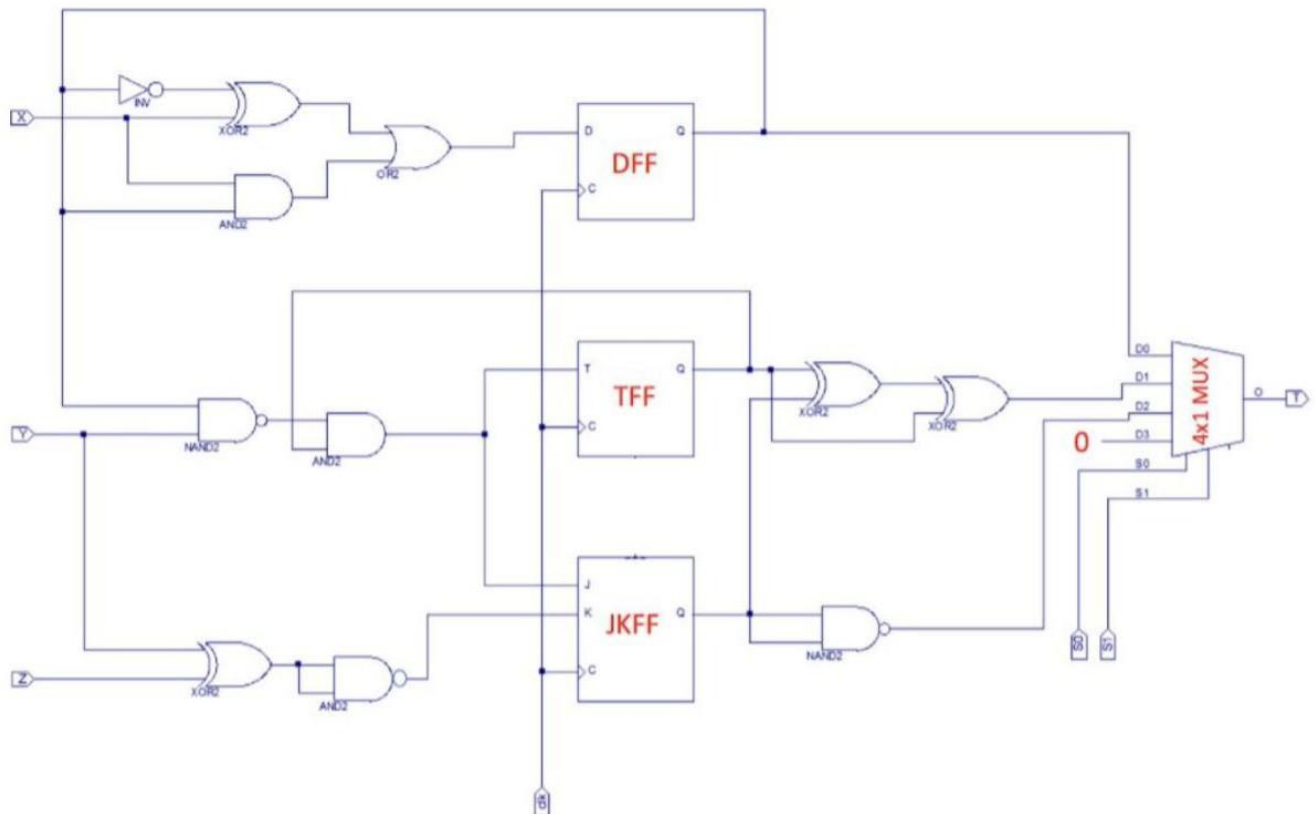 INV
X
XOR2
OR2
AND2
D
Q
DFF
C
T
Q
TFF
C
XOR2
XOR2
Y
NAND2
AND2
D0
D1
D2
D3
S0
S1
4x1 MUX
O
T
0
J
K
Q
JKFF
C
NAND2
S0
S1
Z
XOR2
AND2
clk